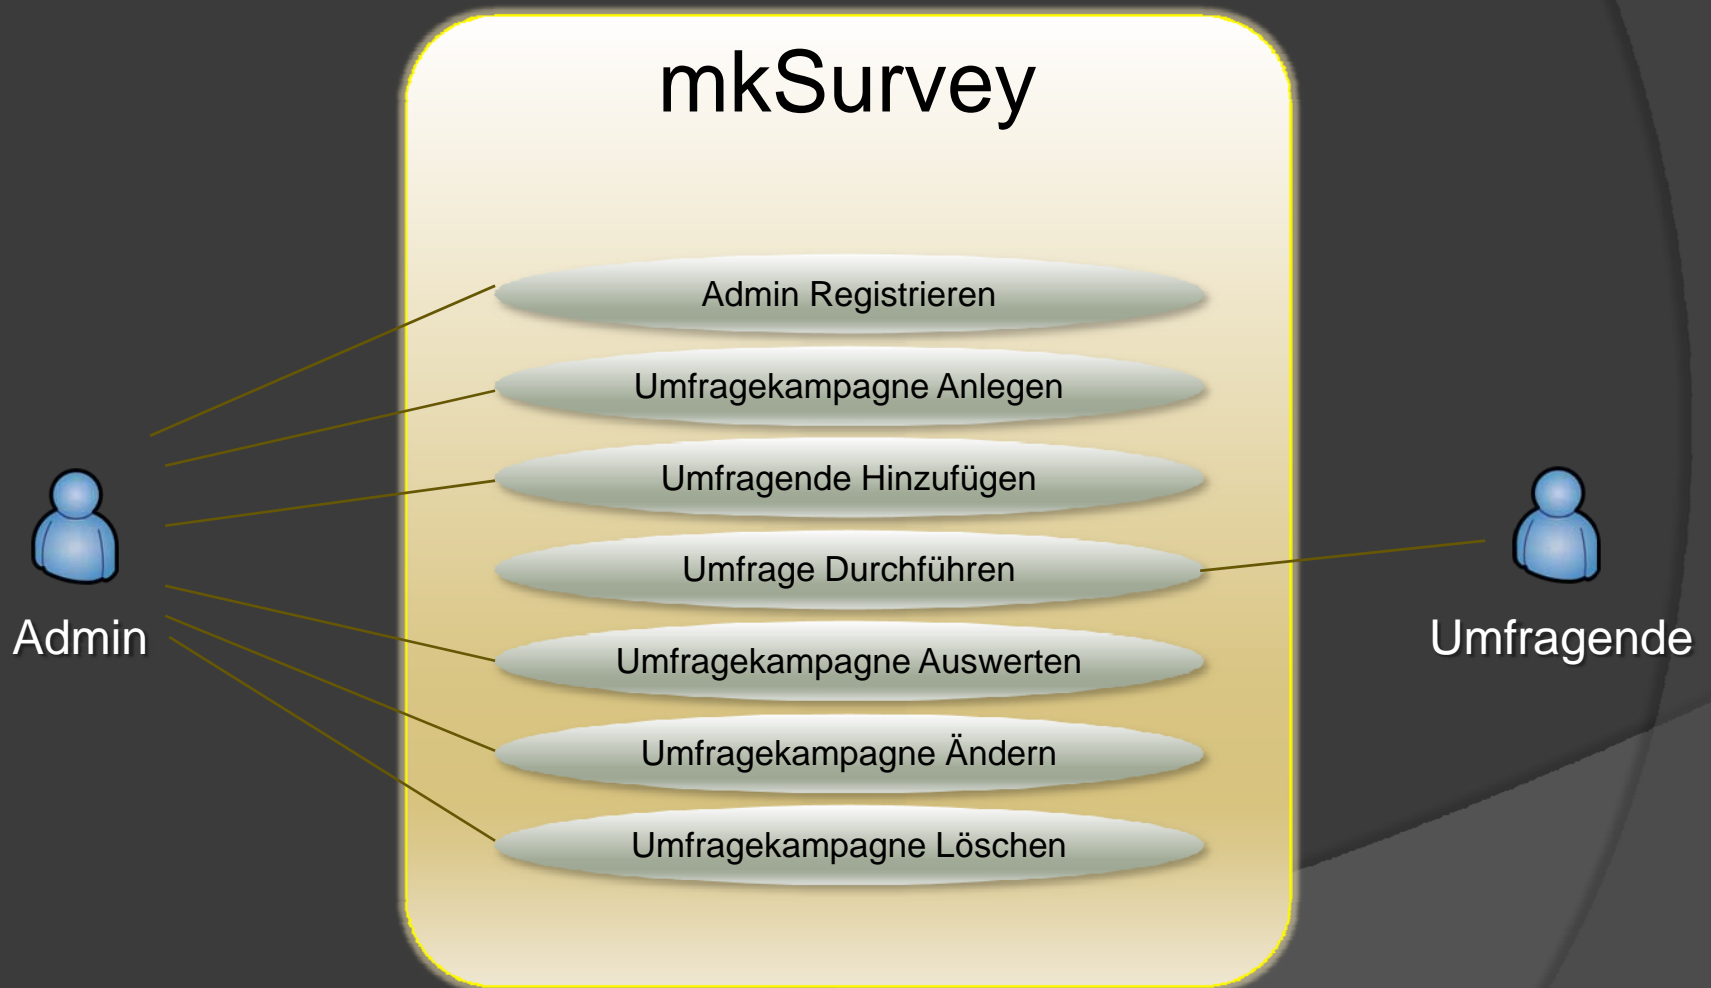 mkSurvey
Admin Registrieren
Umfragekampagne Anlegen
Umfragende Hinzufügen
Umfrage Durchführen
Umfragekampagne Auswerten
Umfragekampagne Ändern
Umfragekampagne Löschen
Admin
Umfragende